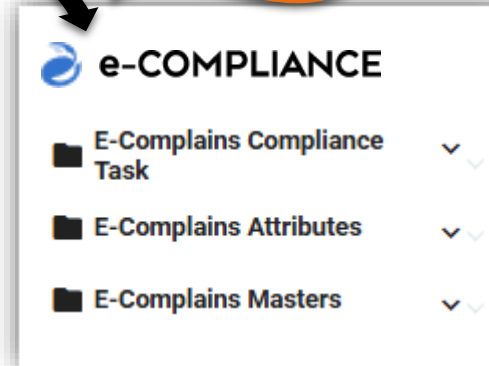 e-COMPLIANCE
E-Complains Compliance
Task
E-Complains Attributes
E-Complains Masters